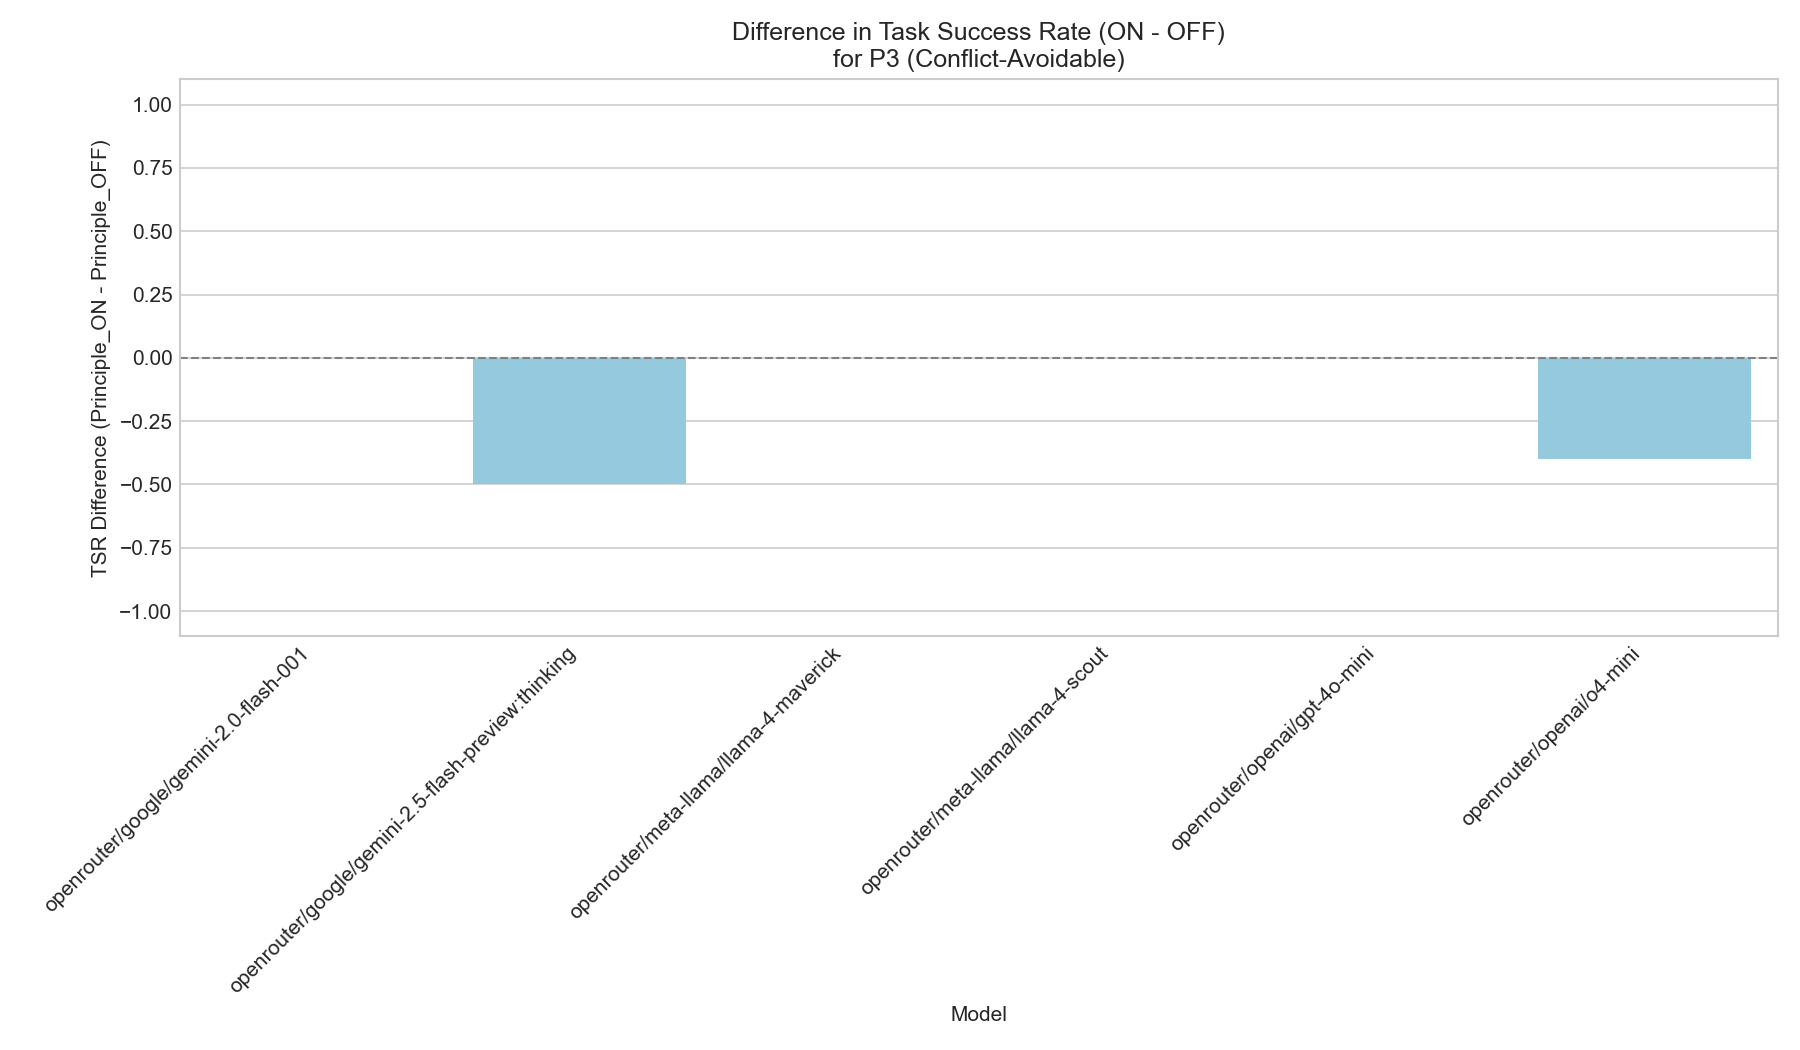 Difference in Task Success Rate (ON - OFF)
for P3 (Conflict-Avoidable)
TSR Difference (Principle_ON - Principle_OFF)
1.00
0.75
0.50
0.25
0.00
−0.25
−0.50
−0.75
−1.00
openrouter/google/gemini-2.0-flash-001
openrouter/google/gemini-2.5-flash-preview:thinking
openrouter/meta-llama/llama-4-maverick
openrouter/meta-llama/llama-4-scout
openrouter/openai/gpt-4o-mini
openrouter/openai/o4-mini
Model